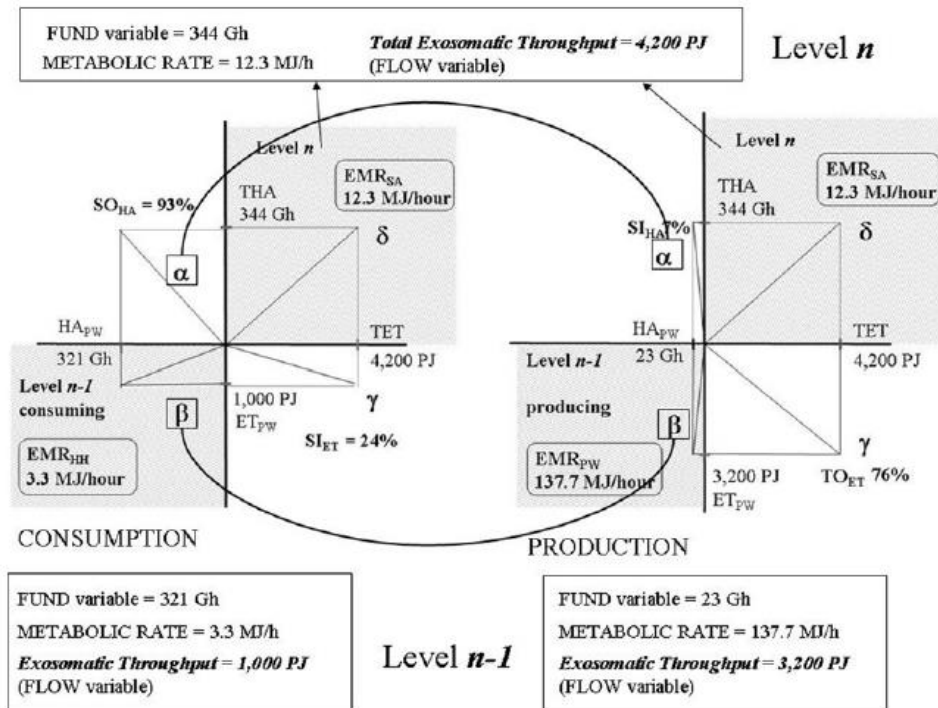 FUND variable = 344 Gh
METABOLIC RATE = 12.3 MJ/h
Total Exosomatic Throughput = 4,200 PJ
(FLOW variable)
Level n
Level n
EMR_SA
12.3 MJ/hour
THA
344 Gh
SO_HA = 93%
α
δ
HA_PW
321 Gh
TET
4,200 PJ
Level n-1
consuming
1,000 PJ
ET_PW
β
γ
SI_ET = 24%
EMR_HH
3.3 MJ/hour
CONSUMPTION
Level n
EMR_SA
12.3 MJ/hour
THA
344 Gh
SI_HA 7%
α
δ
HA_PW
23 Gh
TET
4,200 PJ
Level n-1
producing
β
γ
EMR_PW
137.7 MJ/hour
3,200 PJ
ET_PW
TO_ET 76%
PRODUCTION
FUND variable = 321 Gh
METABOLIC RATE = 3.3 MJ/h
Exosomatic Throughput = 1,000 PJ
(FLOW variable)
Level n-1
FUND variable = 23 Gh
METABOLIC RATE = 137.7 MJ/h
Exosomatic Throughput = 3,200 PJ
(FLOW variable)